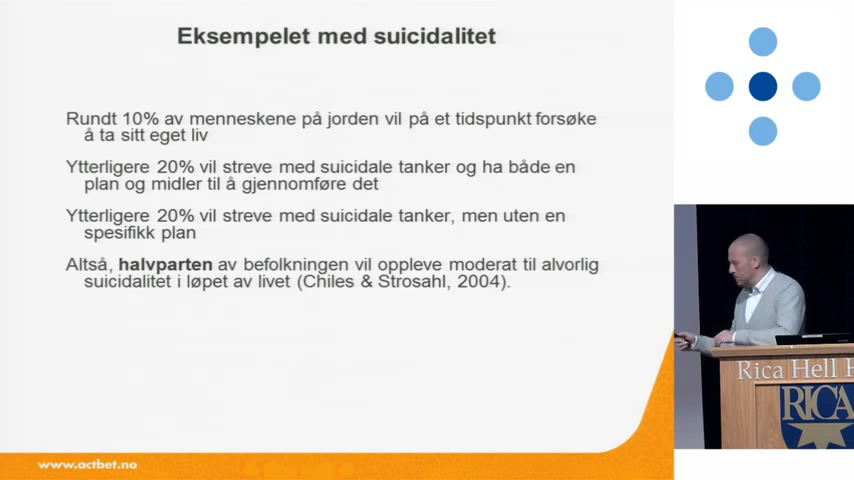 Eksempelet med suicidalitet
Rundt 10% av menneskene på jorden vil på et tidspunkt forsøke
å ta sitt eget liv
Ytterligere 20% vil streve med suicidale tanker og ha både en
plan og midler til å gjennomføre det
Ytterligere 20% vil streve med suicidale tanker, men uten en
spesifikk plan
Altså, halvparten av befolkningen vil oppleve moderat til alvorlig
suicidalitet i løpet av livet (Chiles & Strosahl, 2004).
www.actbet.no
Rica Hell H
RICA